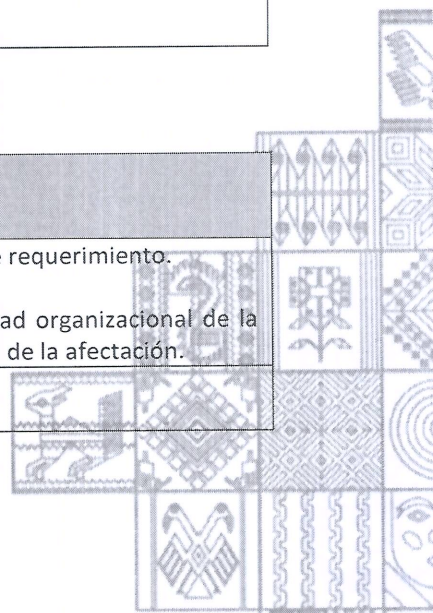 requerimiento.
ad organizacional de la
de la afectación.